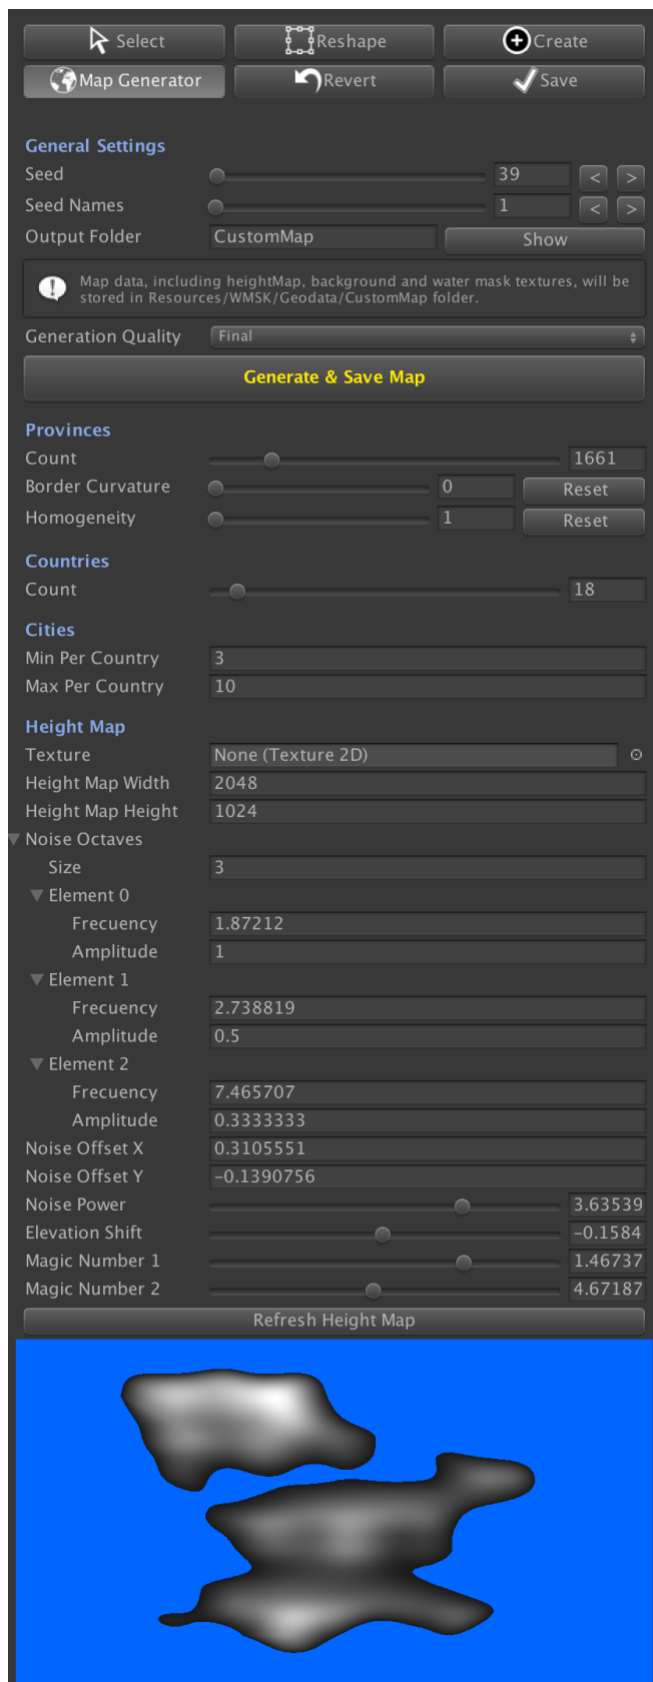 Select Reshape Create
Map Generator Revert Save
General Settings
Seed 39 < >
Seed Names 1 < >
Output Folder CustomMap Show
Map data, including heightMap, background and water mask textures, will be
stored in Resources/WMSK/Geodata/CustomMap folder.
Generation Quality Final
Generate & Save Map
Provinces
Count 1661
Border Curvature 0 Reset
Homogeneity 1 Reset
Countries
Count 18
Cities
Min Per Country 3
Max Per Country 10
Height Map
Texture None (Texture 2D)
Height Map Width 2048
Height Map Height 1024
Noise Octaves
Size 3
Element 0
Frecuency 1.87212
Amplitude 1
Element 1
Frecuency 2.738819
Amplitude 0.5
Element 2
Frecuency 7.465707
Amplitude 0.3333333
Noise Offset X 0.3105551
Noise Offset Y -0.1390756
Noise Power 3.63539
Elevation Shift -0.1584
Magic Number 1 1.46737
Magic Number 2 4.67187
Refresh Height Map